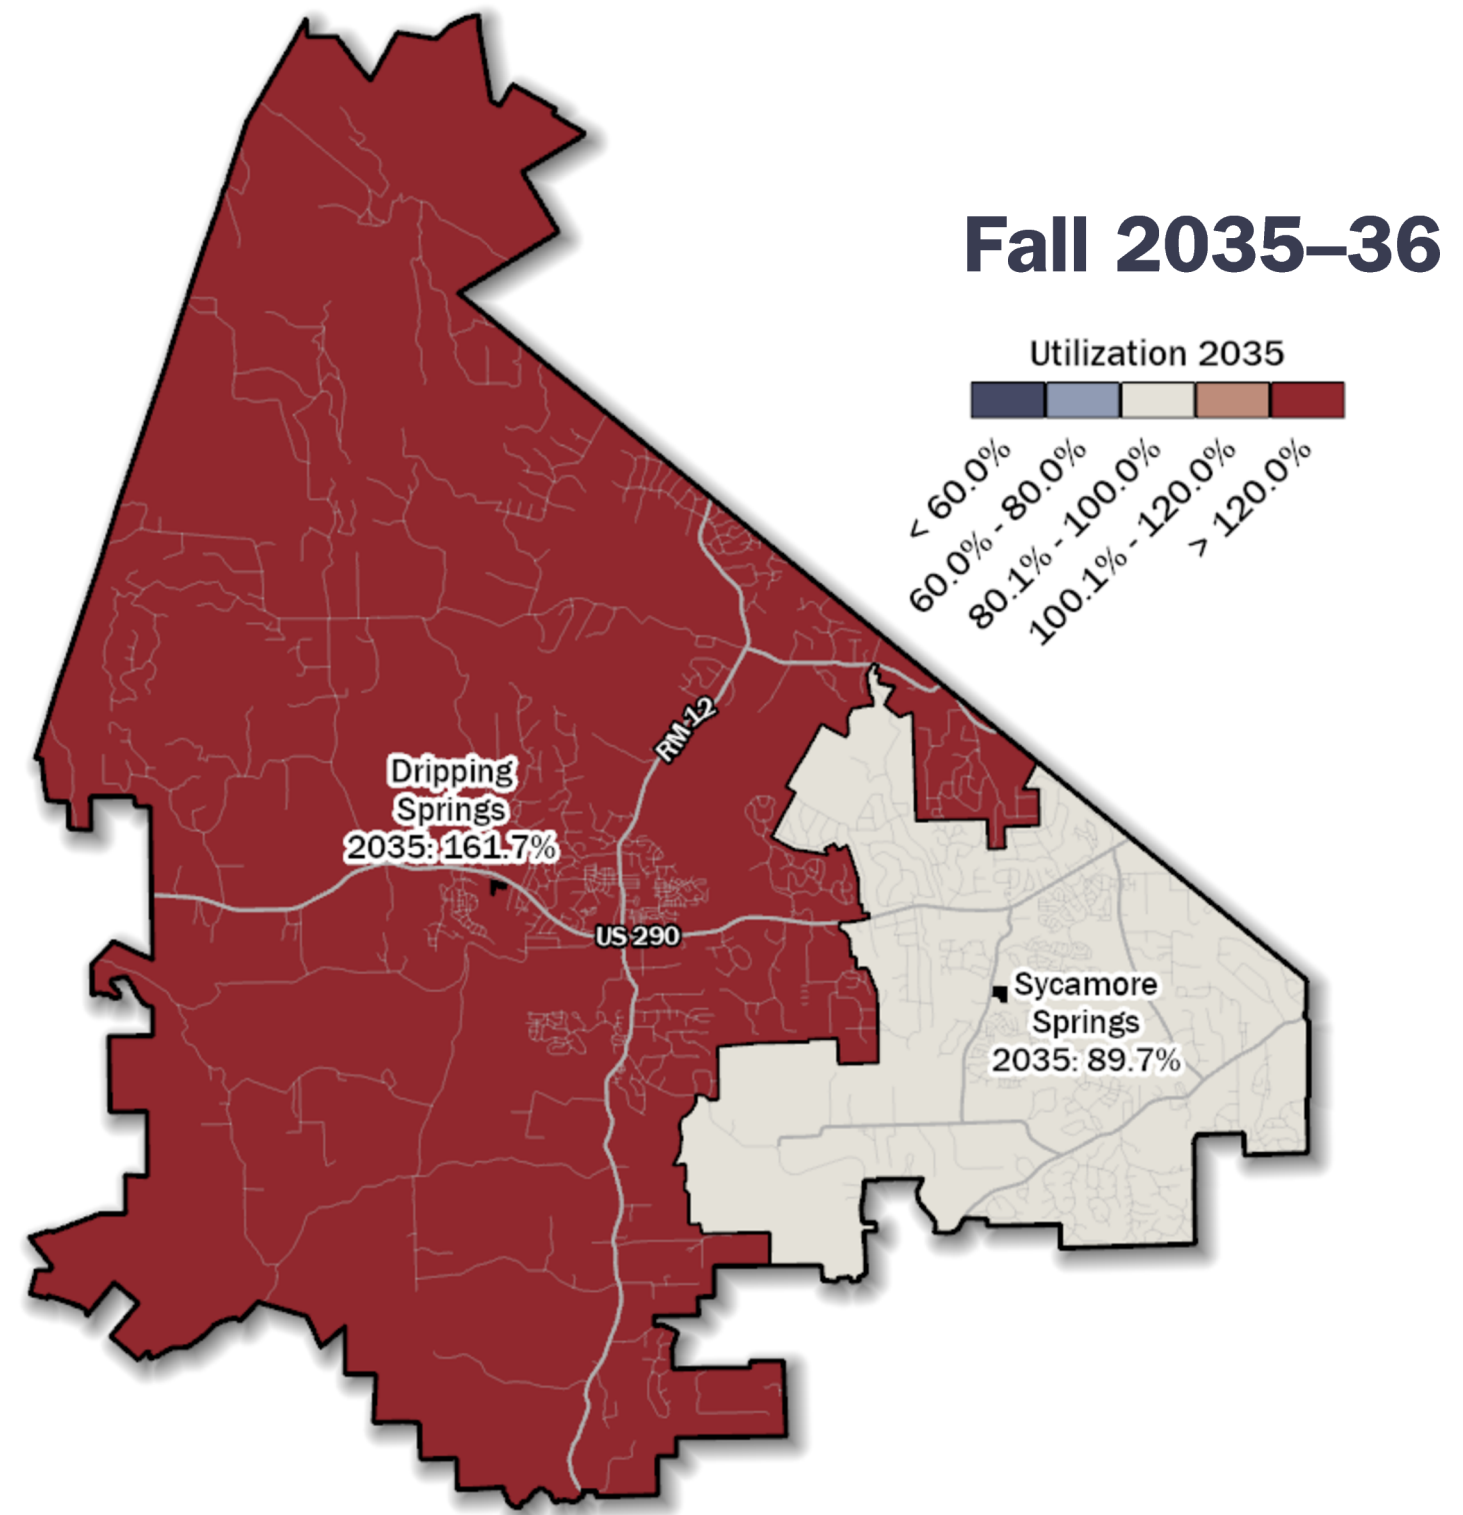 Fall 2035–36
Utilization 2035
< 60.0%
60.0% - 80.0%
80.1% - 100.0%
100.1% - 120.0%
> 120.0%
RM-12
Dripping
Springs
2035: 161.7%
US 290
Sycamore
Springs
2035: 89.7%